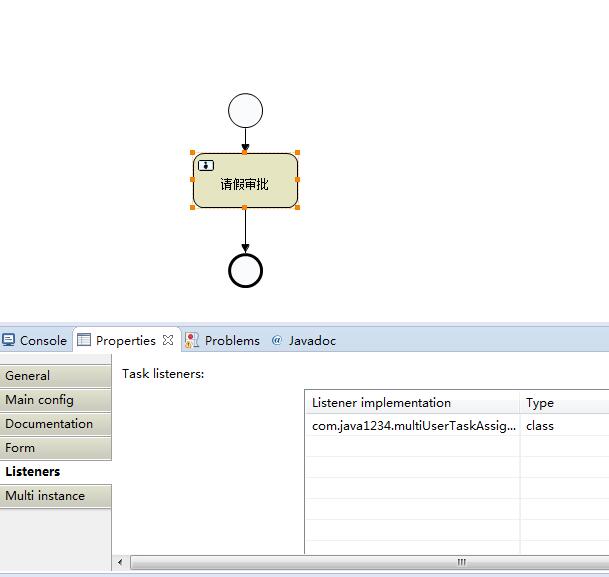 请假审批
Console Properties Problems @ Javadoc
General
Task listeners:
Main config
Documentation
Form
Listeners
Multi instance
Listener implementation Type
com.java1234.multiUserTaskAssig... class